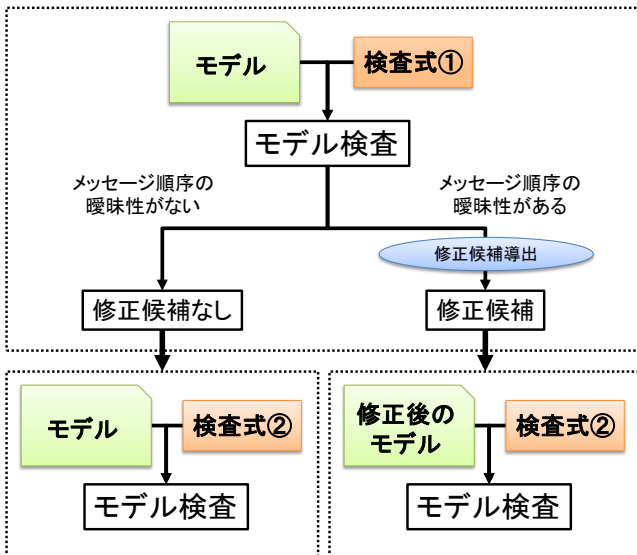 モデル
検査式①
モデル検査
メッセージ順序の
曖昧性がない
メッセージ順序の
曖昧性がある
修正候補導出
修正候補なし
修正候補
モデル
検査式②
モデル検査
修正後の
モデル
検査式②
モデル検査